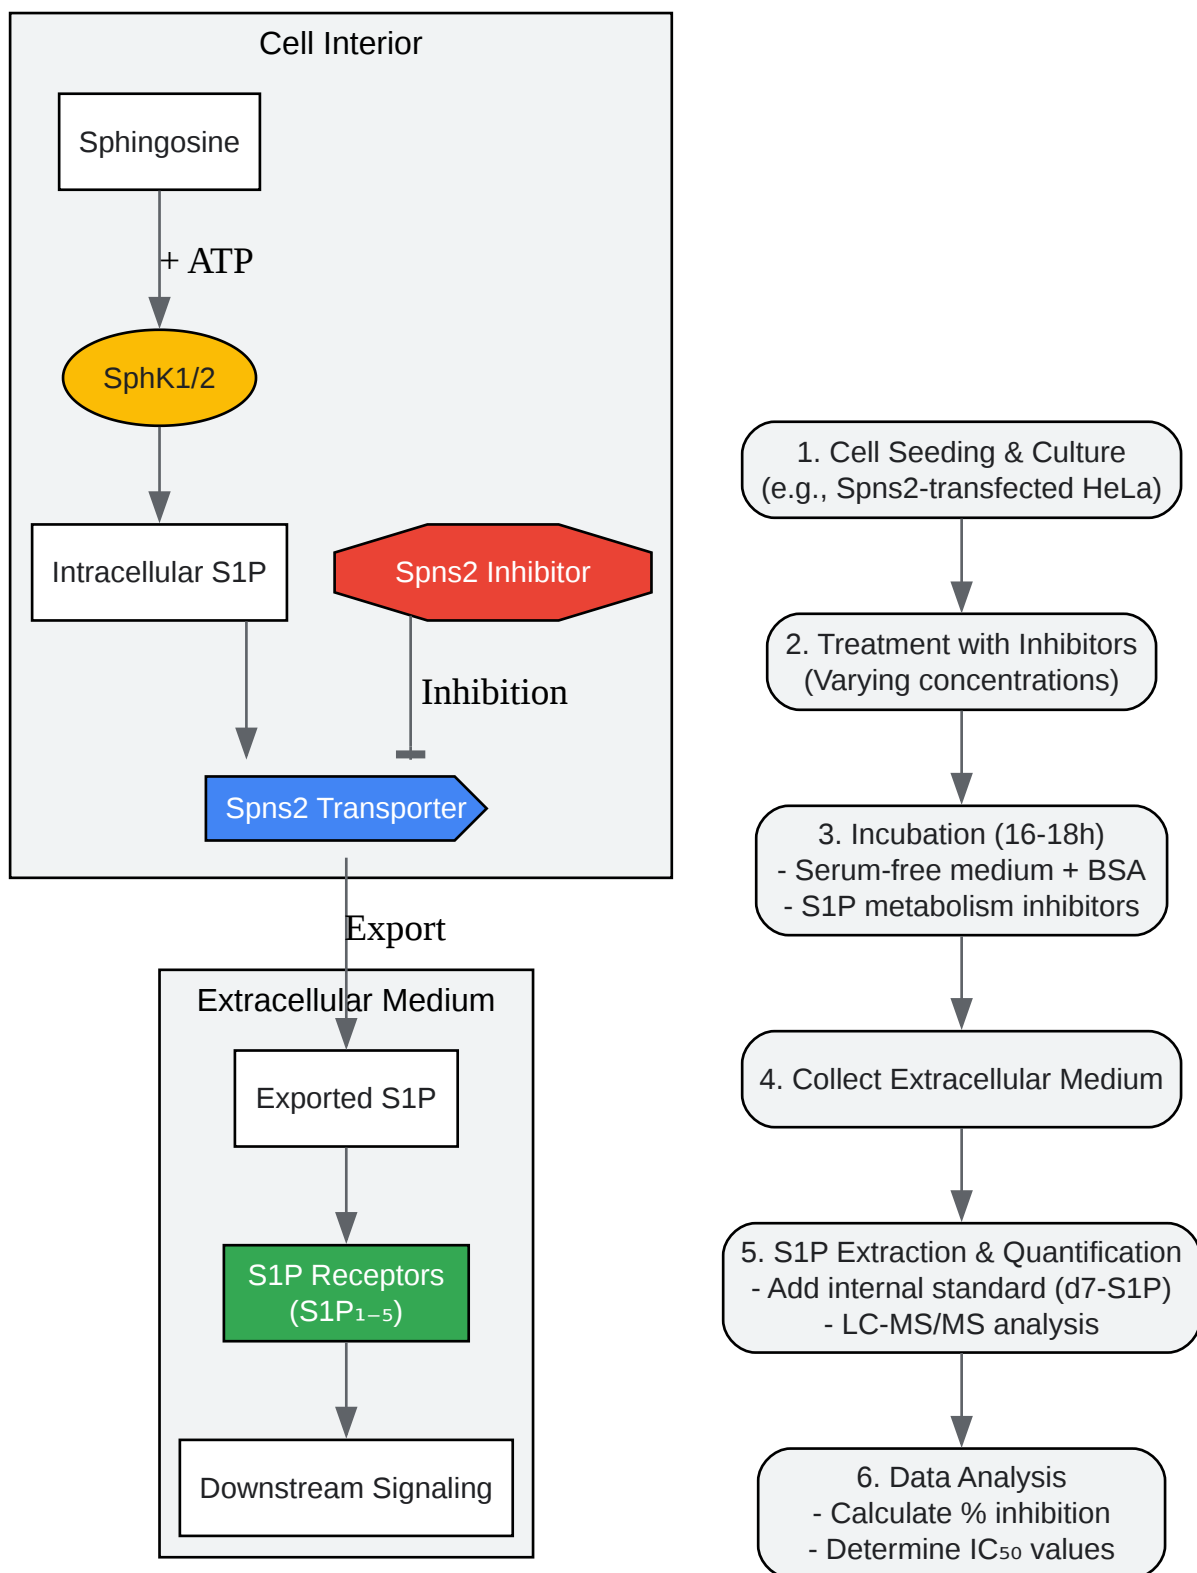 Cell Interior
Sphingosine
+ ATP
SphK1/2
Intracellular S1P
Spns2 Inhibitor
Inhibition
Spns2 Transporter
Export
Extracellular Medium
Exported S1P
S1P Receptors
(S1P₁₋₅)
Downstream Signaling
1. Cell Seeding & Culture
(e.g., Spns2-transfected HeLa)
2. Treatment with Inhibitors
(Varying concentrations)
3. Incubation (16-18h)
- Serum-free medium + BSA
- S1P metabolism inhibitors
4. Collect Extracellular Medium
5. S1P Extraction & Quantification
- Add internal standard (d7-S1P)
- LC-MS/MS analysis
6. Data Analysis
- Calculate % inhibition
- Determine IC₅₀ values